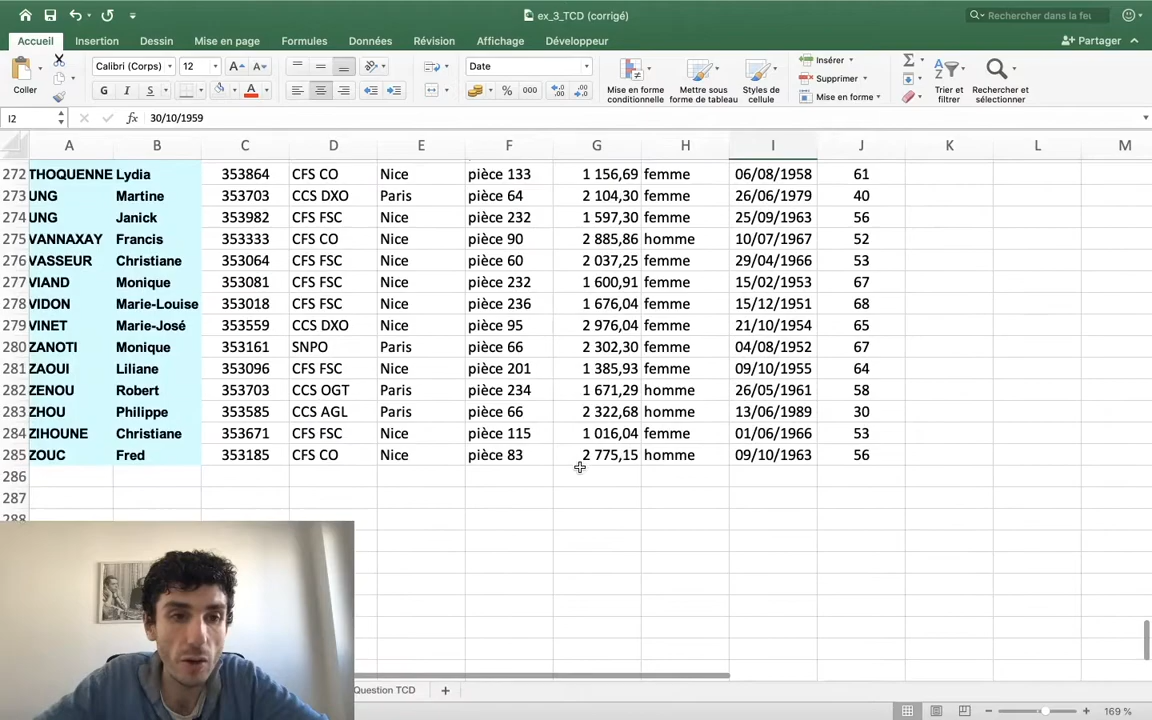 ex_3_TCD (corrigé)
Rechercher dans la feu
Accueil Insertion Dessin Mise en page Formules Données Révision Affichage Développeur
Partager
Coller
Calibri (Corps) 12
A A
G I S A
Date
% 000
Mise en forme conditionnelle
Mettre sous forme de tableau
Styles de cellule
Insérer
Supprimer
Mise en forme
Trier et filtrer
Rechercher et sélectionner
I2 fx 30/10/1959
A B C D E F G H I J K L M
272 THOQUENNE Lydia 353864 CFS CO Nice pièce 133 1 156,69 femme 06/08/1958 61
273 UNG Martine 353703 CCS DXO Paris pièce 64 2 104,30 femme 26/06/1979 40
274 UNG Janick 353982 CFS FSC Nice pièce 232 1 597,30 femme 25/09/1963 56
275 VANNAXAY Francis 353333 CFS CO Nice pièce 90 2 885,86 homme 10/07/1967 52
276 VASSEUR Christiane 353064 CFS FSC Nice pièce 60 2 037,25 femme 29/04/1966 53
277 VIAND Monique 353081 CFS FSC Nice pièce 232 1 600,91 femme 15/02/1953 67
278 VIDON Marie-Louise 353018 CFS FSC Nice pièce 236 1 676,04 femme 15/12/1951 68
279 VINET Marie-José 353559 CCS DXO Paris pièce 95 2 976,04 femme 21/10/1954 65
280 ZANOTI Monique 353161 SNPO Paris pièce 66 2 302,30 femme 04/08/1952 67
281 ZAOUI Liliane 353096 CFS FSC Nice pièce 201 1 385,93 femme 09/10/1955 64
282 ZENOU Robert 353703 CCS OGT Paris pièce 234 1 671,29 homme 26/05/1961 58
283 ZHOU Philippe 353585 CCS AGL Paris pièce 66 2 322,68 homme 13/06/1989 30
284 ZIHOUNE Christiane 353671 CFS FSC Nice pièce 115 1 016,04 femme 01/06/1966 53
285 ZOUC Fred 353185 CFS CO Nice pièce 83 2 775,15 homme 09/10/1963 56
286
287
288
Question TCD +
169 %